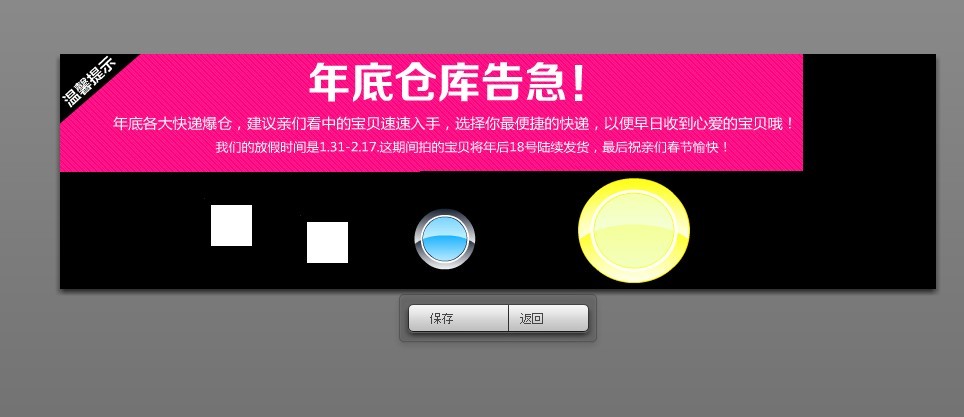 温馨提示
年底仓库告急！
年底各大快递爆仓，建议亲们看中的宝贝速速入手，选择你最便捷的快递，以便早日收到心爱的宝贝哦！
我们的放假时间是1.31-2.17.这期间拍的宝贝将年后18号陆续发货，最后祝亲们春节愉快！
保存
返回